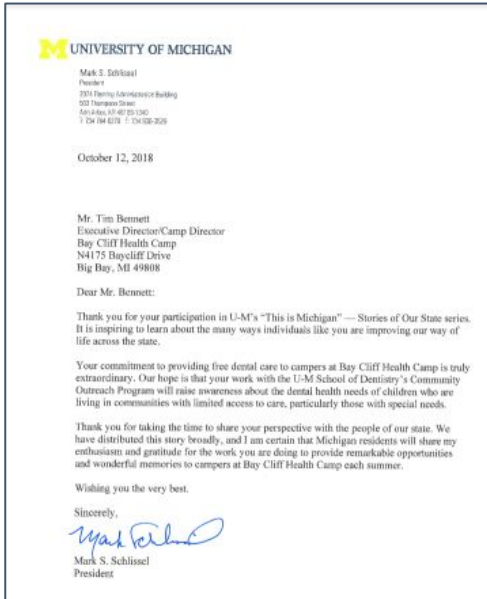 M UNIVERSITY OF MICHIGAN
Mark S. Schlissel
President
2074 Fleming Administration Building
503 Thompson Street
October 12, 2018
Mr. Tim Bennett
Executive Director/Camp Director
Bay Cliff Health Camp
N4175 Baycliff Drive
Big Bay, MI 49808
Dear Mr. Bennett:
Thank you for your participation in U-M's "This is Michigan" — Stories of Our State series.
It is inspiring to learn about the many ways individuals like you are improving our way of
life across the state.
Your commitment to providing free dental care to campers at Bay Cliff Health Camp is truly
extraordinary. Our hope is that your work with the U-M School of Dentistry's Community
Outreach Program will raise awareness about the dental health needs of children who are
living in communities with limited access to care, particularly those with special needs.
Thank you for taking the time to share your perspective with the people of our state. We
have distributed this story broadly, and I am certain that Michigan residents will share my
enthusiasm and gratitude for the work you are doing to provide remarkable opportunities
and wonderful memories to campers at Bay Cliff Health Camp each summer.
Wishing you the very best.
Sincerely,
Mark S. Schlissel
President